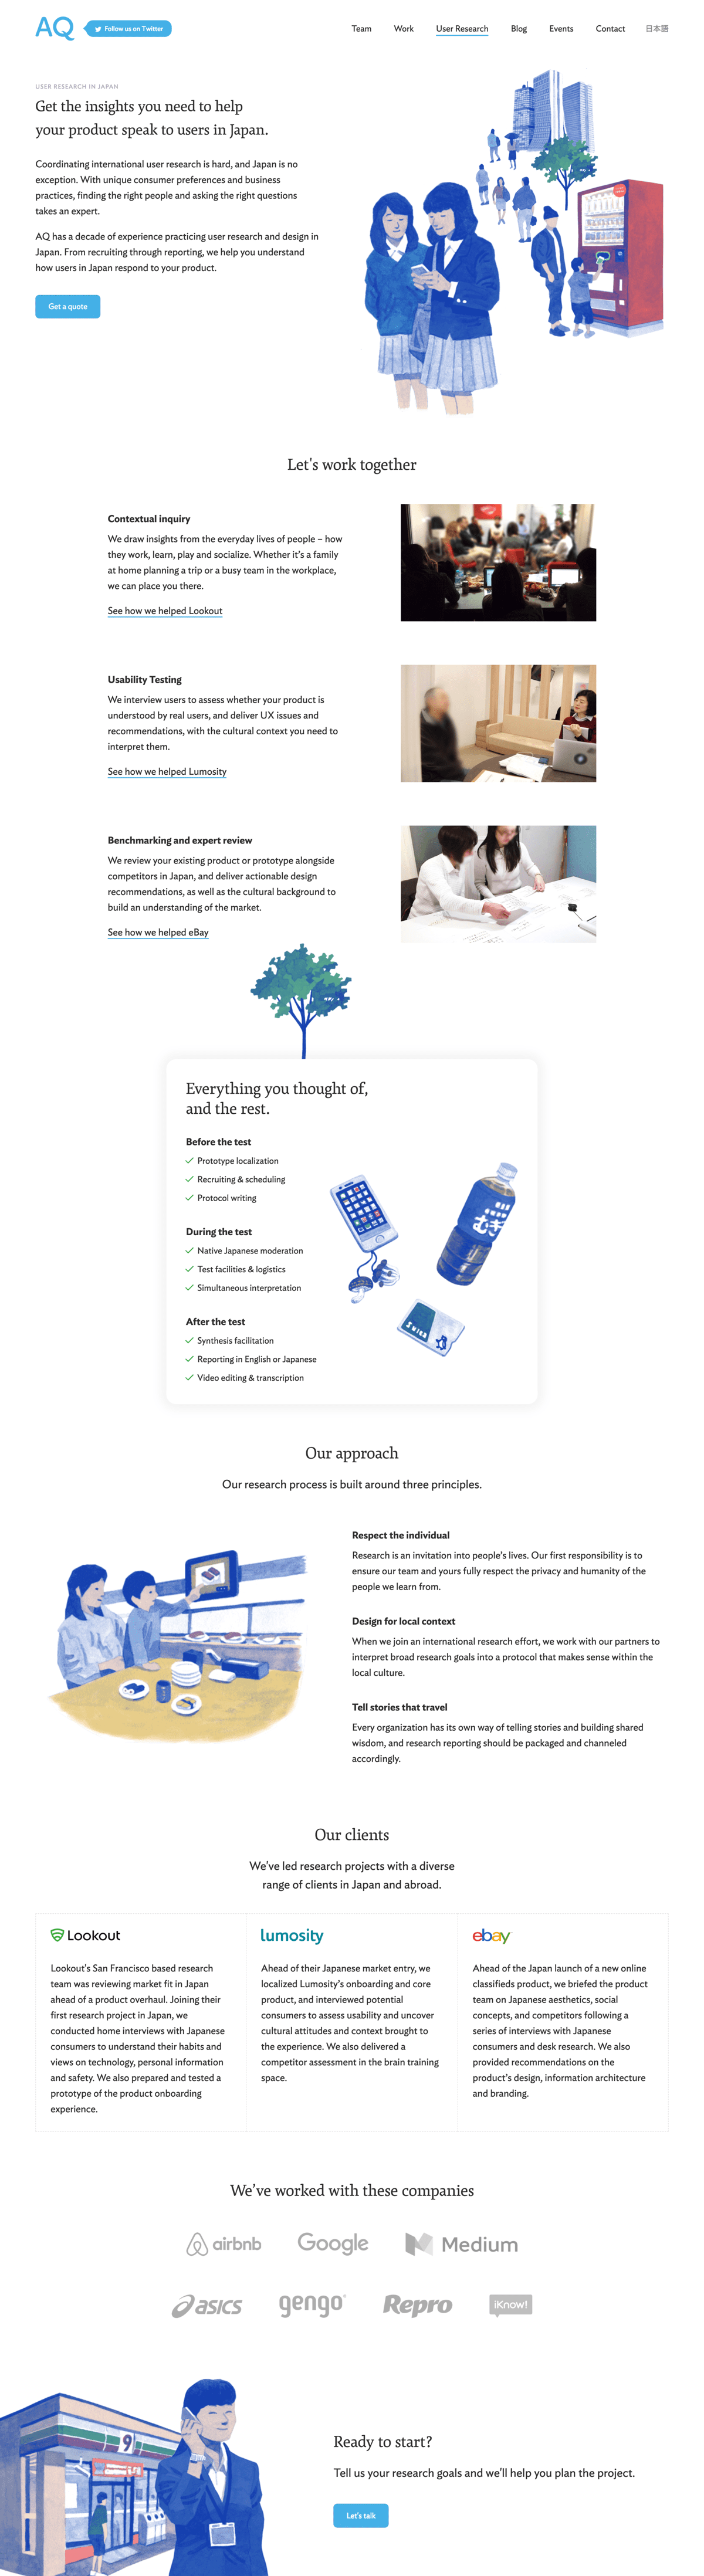 AQ
Follow us on Twitter
Team Work User Research Blog Events Contact 日本語
USER RESEARCH IN JAPAN
Get the insights you need to help
your product speak to users in Japan.
Coordinating international user research is hard, and Japan is no
exception. With unique consumer preferences and business
practices, finding the right people and asking the right questions
takes an expert.
AQ has a decade of experience practicing user research and design in
Japan. From recruiting through reporting, we help you understand
how users in Japan respond to your product.
Get a quote
Let's work together
Contextual inquiry
We draw insights from the everyday lives of people – how
they work, learn, play and socialize. Whether it's a family
at home planning a trip or a busy team in the workplace,
we can place you there.
See how we helped Lookout
Usability Testing
We interview users to assess whether your product is
understood by real users, and deliver UX issues and
recommendations, with the cultural context you need to
interpret them.
See how we helped Lumosity
Benchmarking and expert review
We review your existing product or prototype alongside
competitors in Japan, and deliver actionable design
recommendations, as well as the cultural background to
build an understanding of the market.
See how we helped eBay
Everything you thought of,
and the rest.
Before the test
Prototype localization
Recruiting & scheduling
Protocol writing
During the test
Native Japanese moderation
Test facilities & logistics
Simultaneous interpretation
After the test
Synthesis facilitation
Reporting in English or Japanese
Video editing & transcription
むぎ
Our approach
Our research process is built around three principles.
Respect the individual
Research is an invitation into people's lives. Our first responsibility is to
ensure our team and yours fully respect the privacy and humanity of the
people we learn from.
Design for local context
When we join an international research effort, we work with our partners to
interpret broad research goals into a protocol that makes sense within the
local culture.
Tell stories that travel
Every organization has its own way of telling stories and building shared
wisdom, and research reporting should be packaged and channeled
accordingly.
Our clients
We've led research projects with a diverse
range of clients in Japan and abroad.
Lookout
Lookout's San Francisco based research
team was reviewing market fit in Japan
ahead of a product overhaul. Joining their
first research project in Japan, we
conducted home interviews with Japanese
consumers to understand their habits and
views on technology, personal information
and safety. We also prepared and tested a
prototype of the product onboarding
experience.
lumosity
Ahead of their Japanese market entry, we
localized Lumosity's onboarding and core
product, and interviewed potential
consumers to assess usability and uncover
cultural attitudes and context brought to
the experience. We also delivered a
competitor assessment in the brain training
space.
ebay
Ahead of the Japan launch of a new online
classifieds product, we briefed the product
team on Japanese aesthetics, social
concepts, and competitors following a
series of interviews with Japanese
consumers and desk research. We also
provided recommendations on the
product's design, information architecture
and branding.
We've worked with these companies
airbnb Google Medium
asics gengo Repro iKnow!
9
Ready to start?
Tell us your research goals and we'll help you plan the project.
Let's talk